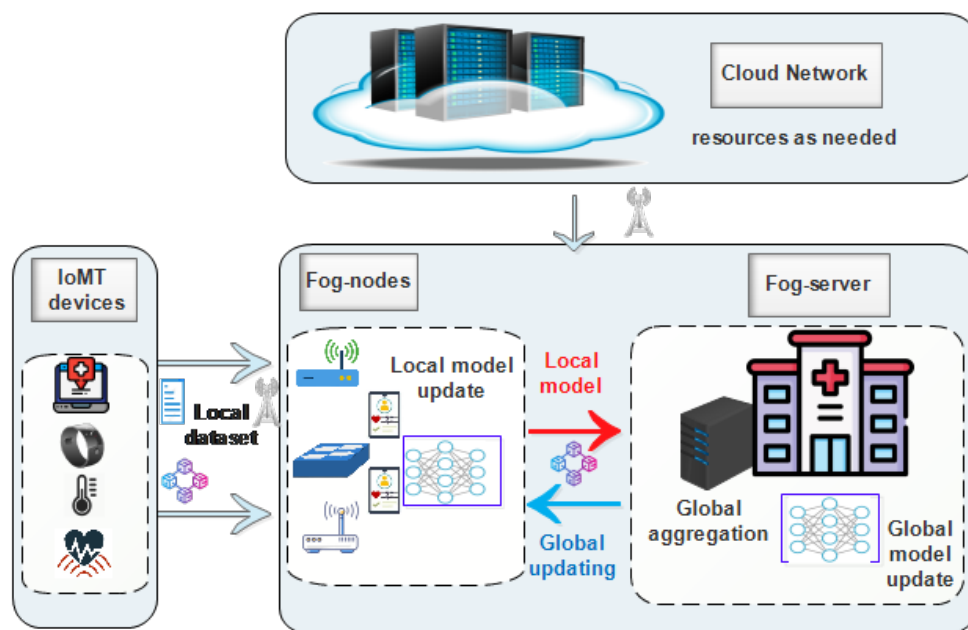 Cloud Network
resources as needed
IoMT
devices
Fog-nodes
Fog-server
Local
dataset
Local model
update
Local
model
Global
updating
Global
aggregation
Global
model
update